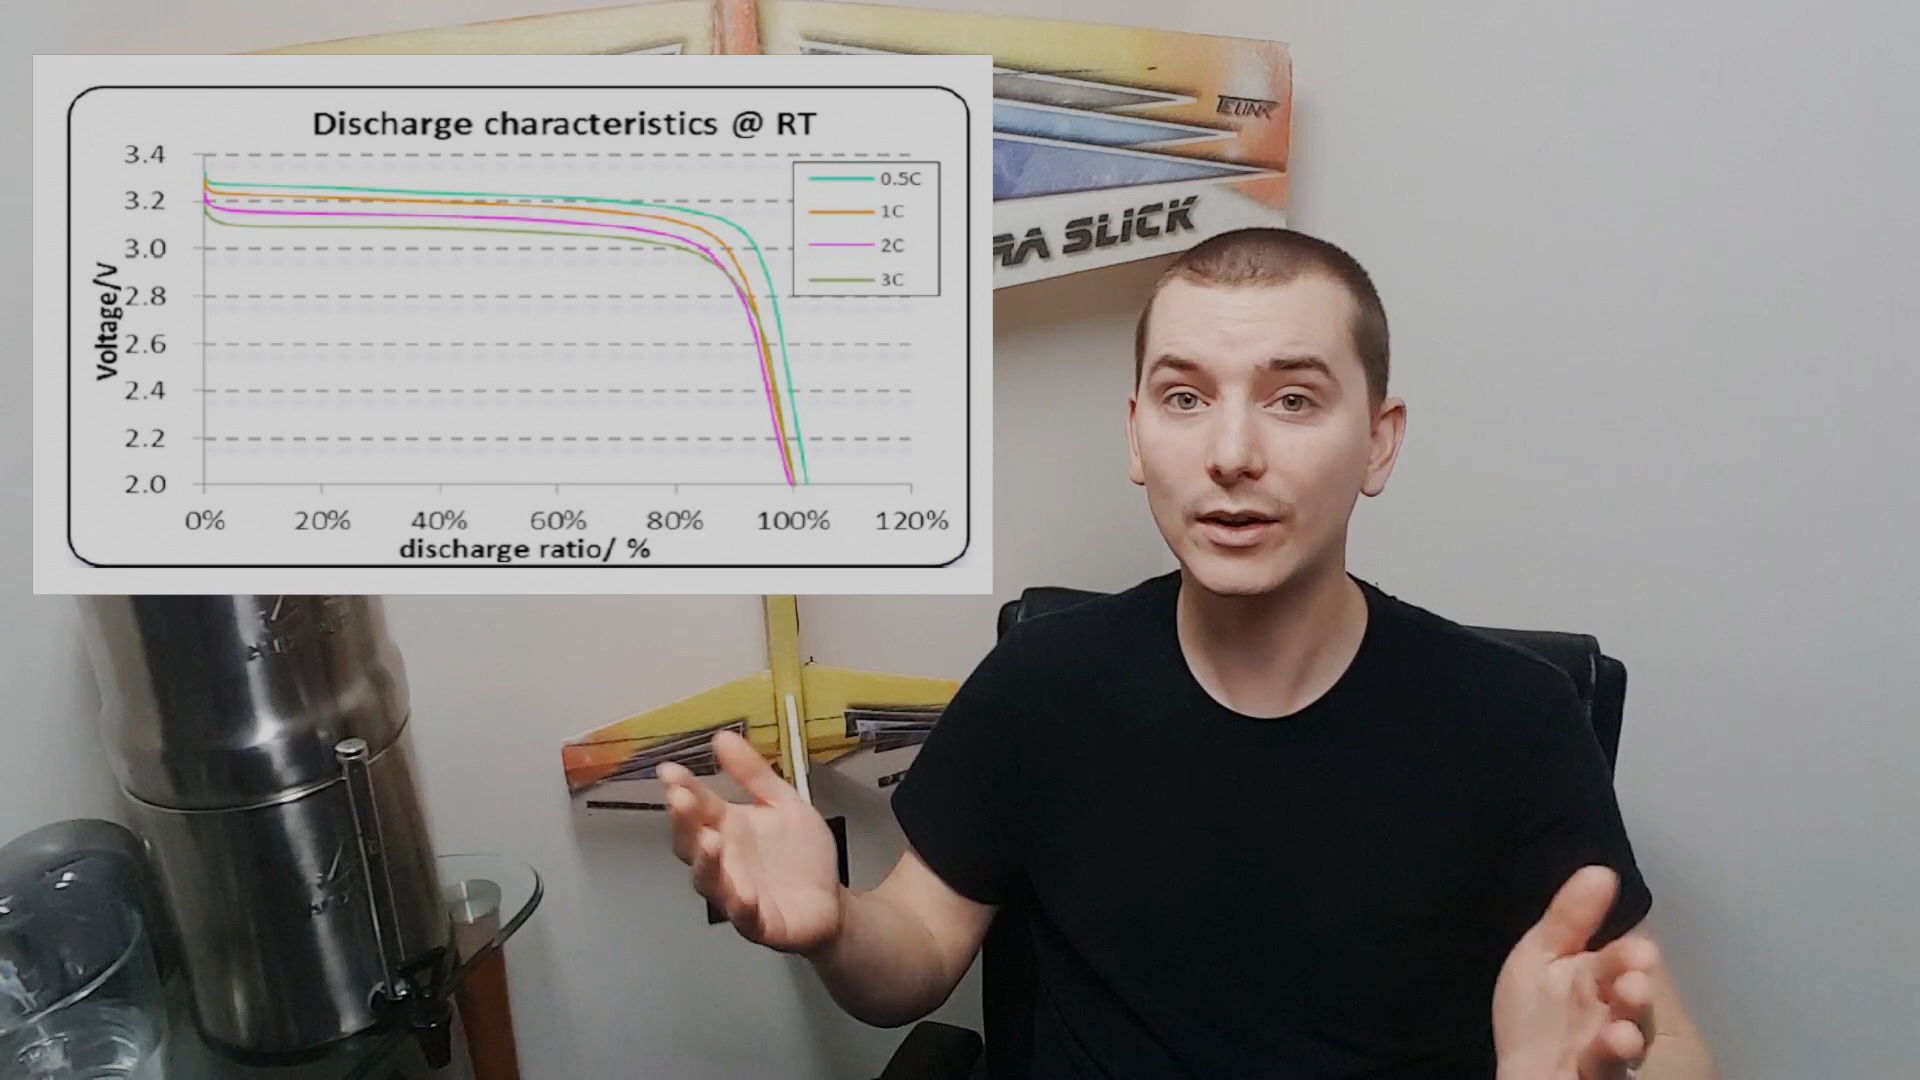 Discharge characteristics @ RT
3.4
3.2
3.0
2.8
2.6
2.4
2.2
2.0
Voltage/V
0.5C
1C
2C
3C
0% 20% 40% 60% 80% 100% 120%
discharge ratio/ %
TELINK
SLICK